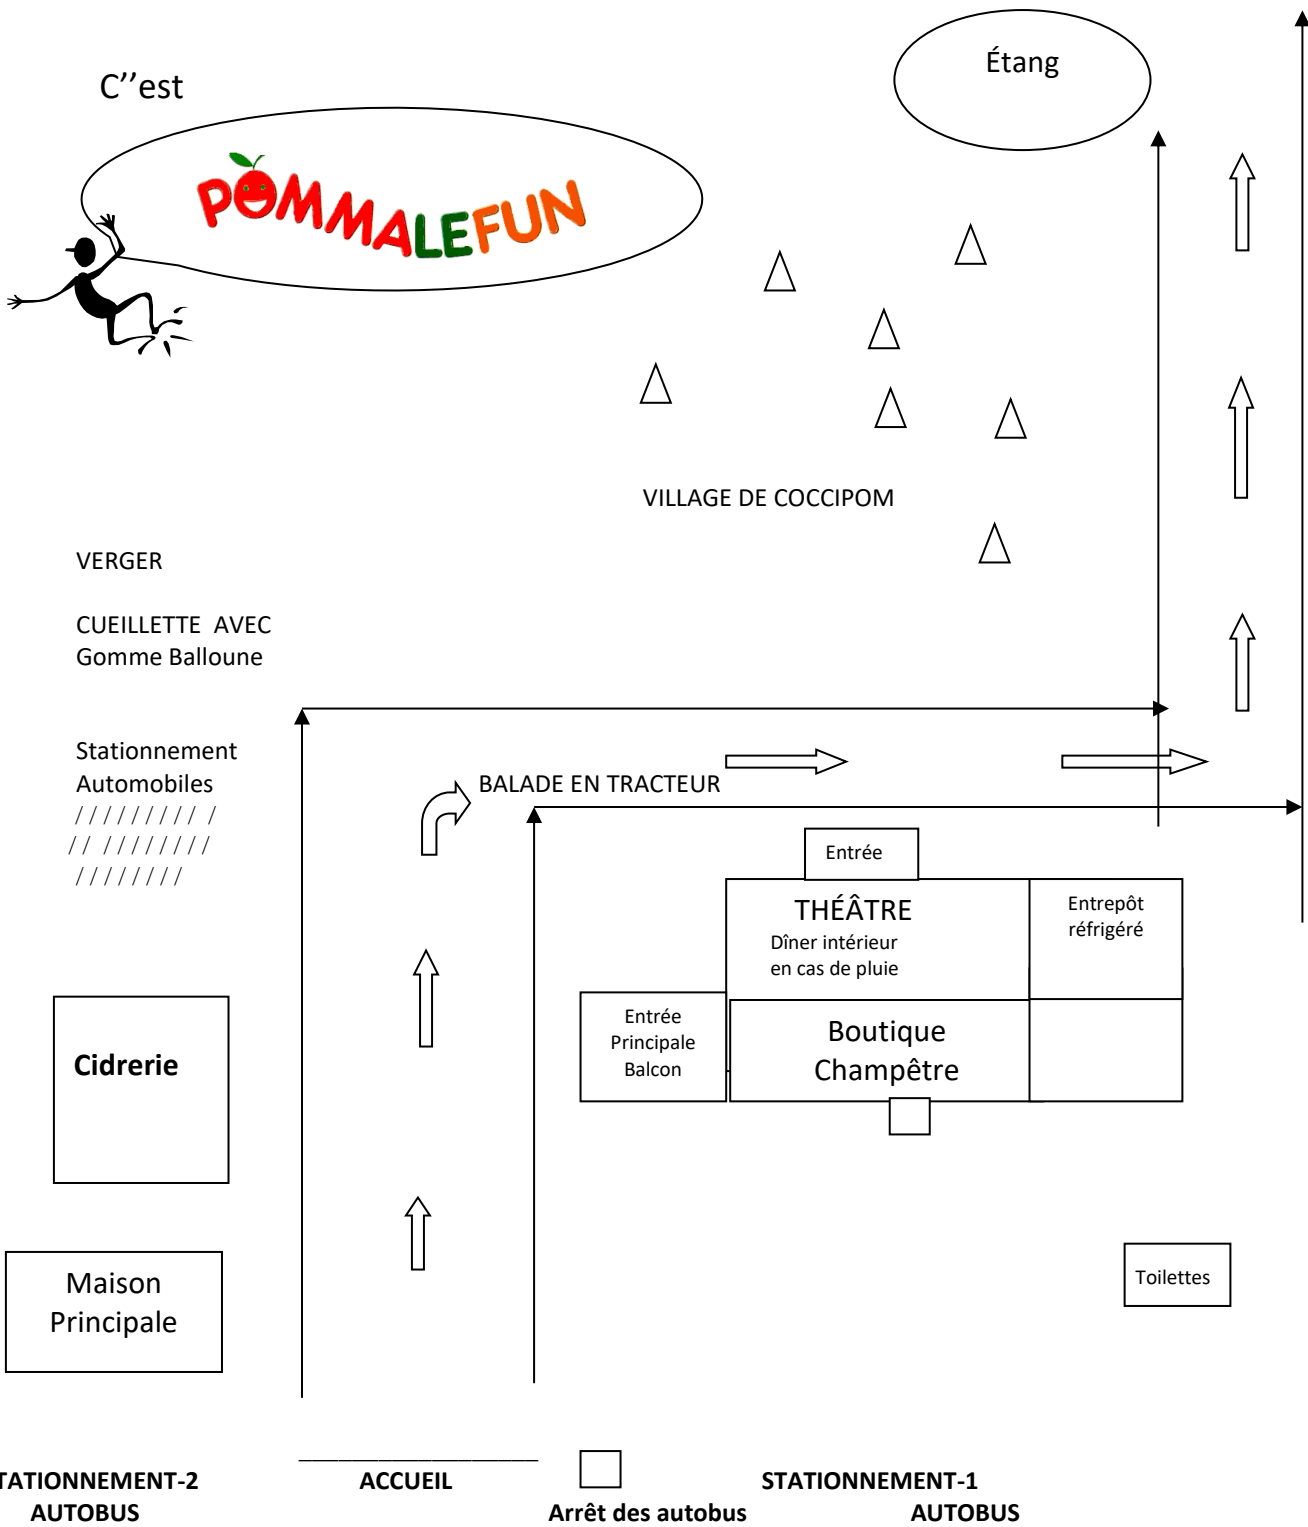 Étang
C’’est
POMMALEFUN
VILLAGE DE COCCIPOM
VERGER
CUEILLETTE  AVEC
Gomme Balloune
Stationnement
Automobiles
/ / / / / / / / /  /
/ /  / / / / / / / /
/ / / / / / / /
BALADE EN TRACTEUR
Entrée
THÉÂTRE
Dîner intérieur
en cas de pluie
Entrepôt
réfrigéré
Entrée
Principale
Balcon
Boutique
Champêtre
Cidrerie
Toilettes
Maison
Principale
TATIONNEMENT-2
AUTOBUS
ACCUEIL
Arrêt des autobus
STATIONNEMENT-1
AUTOBUS